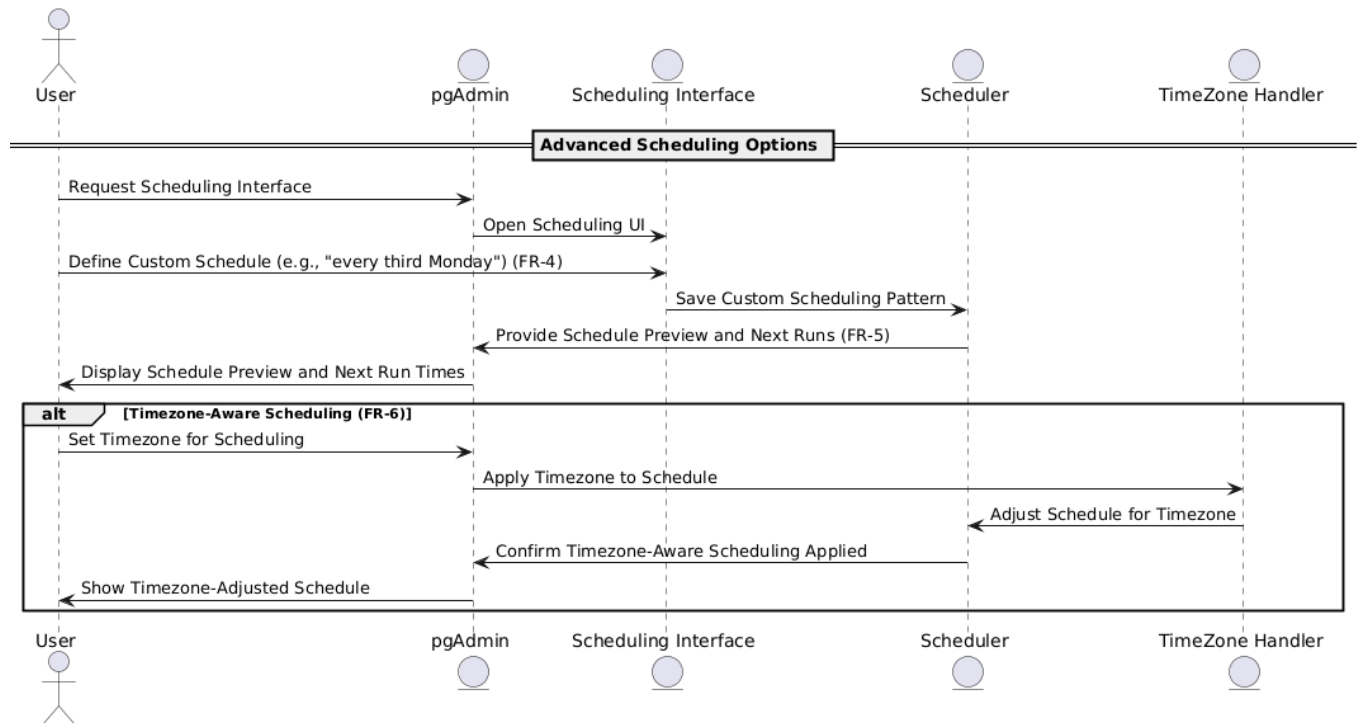 User
pgAdmin
Scheduling Interface
Scheduler
TimeZone Handler
Advanced Scheduling Options
Request Scheduling Interface
Open Scheduling UI
Define Custom Schedule (e.g., "every third Monday") (FR-4)
Save Custom Scheduling Pattern
Provide Schedule Preview and Next Runs (FR-5)
Display Schedule Preview and Next Run Times
alt
[Timezone-Aware Scheduling (FR-6)]
Set Timezone for Scheduling
Apply Timezone to Schedule
Adjust Schedule for Timezone
Confirm Timezone-Aware Scheduling Applied
Show Timezone-Adjusted Schedule
User
pgAdmin
Scheduling Interface
Scheduler
TimeZone Handler